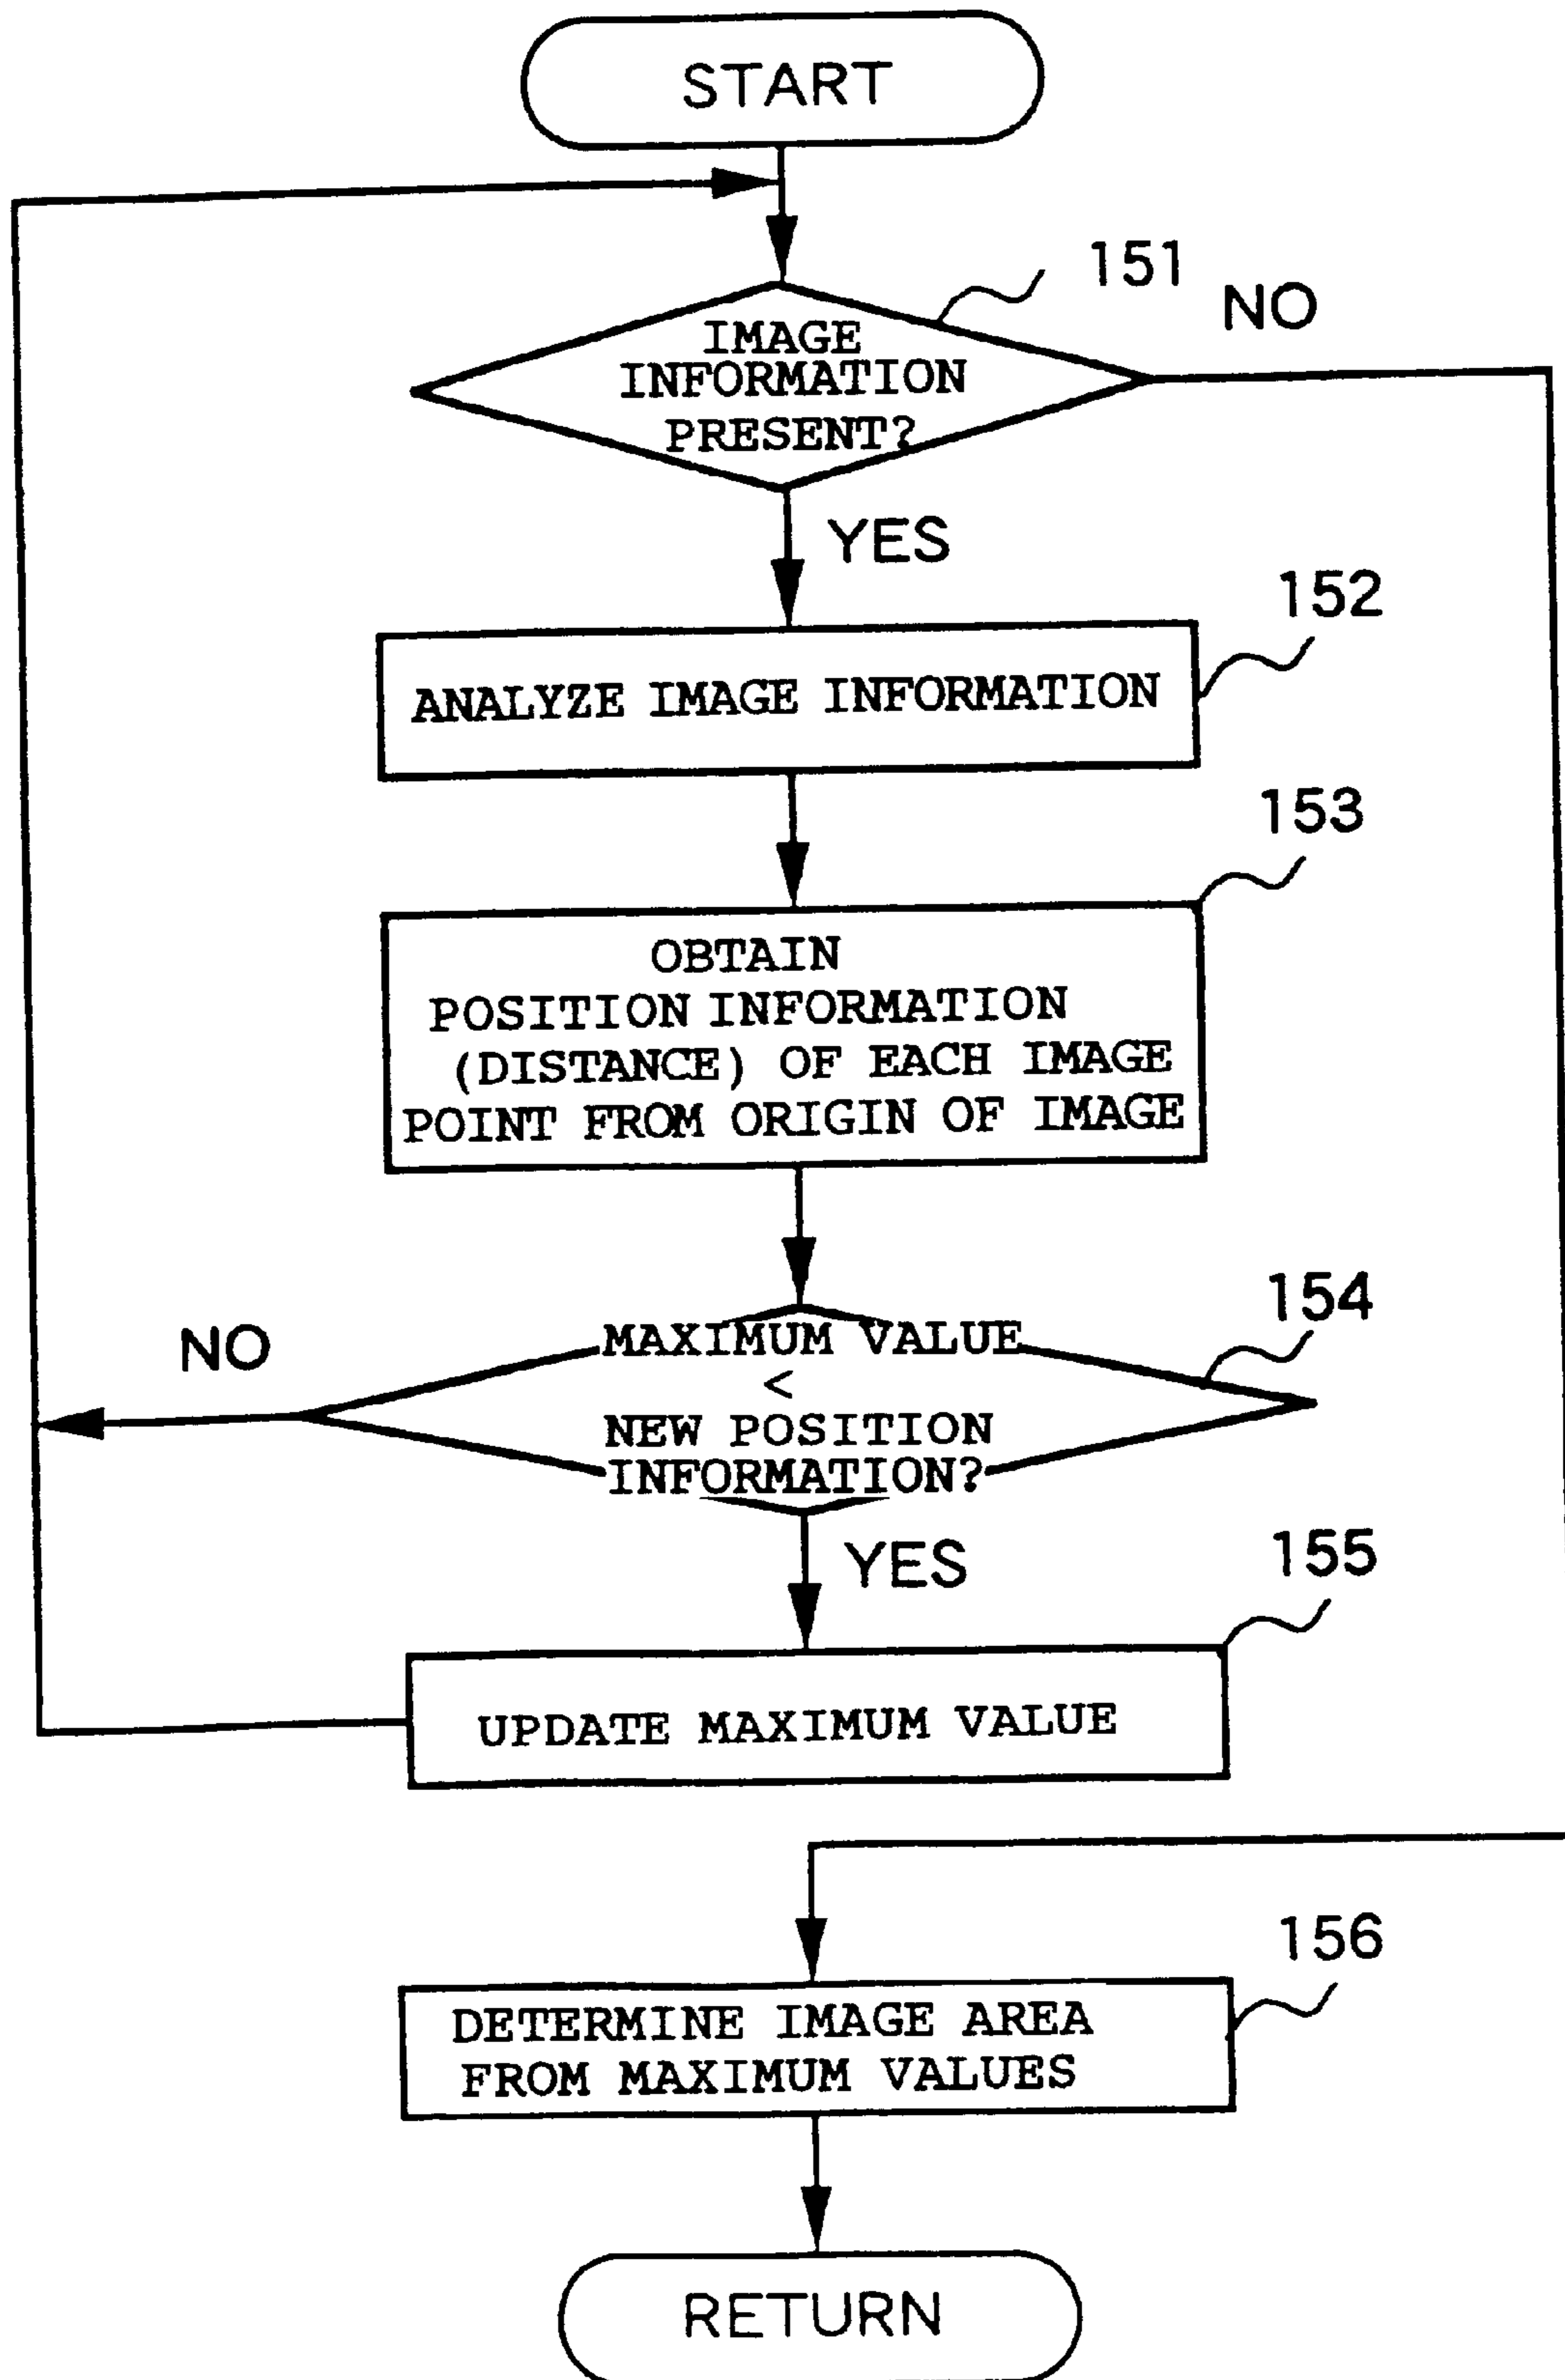 START
151
NO
IMAGE
INFORMATION
PRESENT?
YES
152
ANALYZE IMAGE INFORMATION
153
OBTAIN
POSITION INFORMATION
(DISTANCE) OF EACH IMAGE
POINT FROM ORIGIN OF IMAGE
154
NO
MAXIMUM VALUE
<
NEW POSITION
INFORMATION?
YES
155
UPDATE MAXIMUM VALUE
156
DETERMINE IMAGE AREA
FROM MAXIMUM VALUES
RETURN